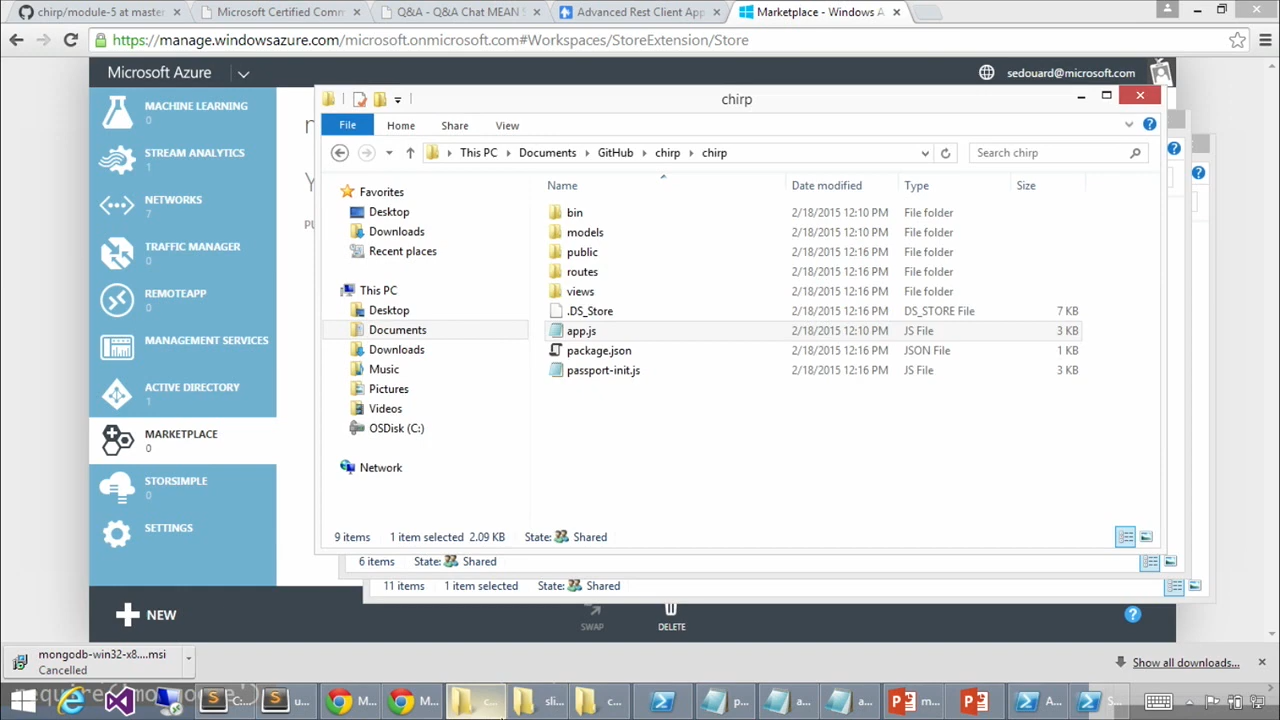 chirp/module-5 at master
Microsoft Certified Comm
Q&A - Q&A Chat MEAN S
Advanced Rest Client App
Marketplace - Windows A
https://manage.windowsazure.com/microsoft.onmicrosoft.com#Workspaces/StoreExtension/Store
Microsoft Azure
sedouard@microsoft.com
MACHINE LEARNING
0
STREAM ANALYTICS
1
NETWORKS
7
TRAFFIC MANAGER
0
REMOTEAPP
0
MANAGEMENT SERVICES
ACTIVE DIRECTORY
1
MARKETPLACE
0
STORSIMPLE
0
SETTINGS
chirp
File Home Share View
This PC Documents GitHub chirp chirp
Search chirp
Favorites
Desktop
Downloads
Recent places
This PC
Desktop
Documents
Downloads
Music
Pictures
Videos
OSDisk (C:)
Network
Name Date modified Type Size
bin 2/18/2015 12:10 PM File folder
models 2/18/2015 12:10 PM File folder
public 2/18/2015 12:16 PM File folder
routes 2/18/2015 12:16 PM File folder
views 2/18/2015 12:16 PM File folder
.DS_Store 2/18/2015 12:16 PM DS_STORE File 7 KB
app.js 2/18/2015 12:10 PM JS File 3 KB
package.json 2/18/2015 12:16 PM JSON File 1 KB
passport-init.js 2/18/2015 12:16 PM JS File 3 KB
9 items 1 item selected 2.09 KB State: Shared
6 items State: Shared
11 items 1 item selected State: Shared
NEW
SWAP
DELETE
mongodb-win32-x8....msi
Cancelled
Show all downloads...
require('mongoose')
C... u... M... M... c... sli... c... p... a... a... m... A... S...